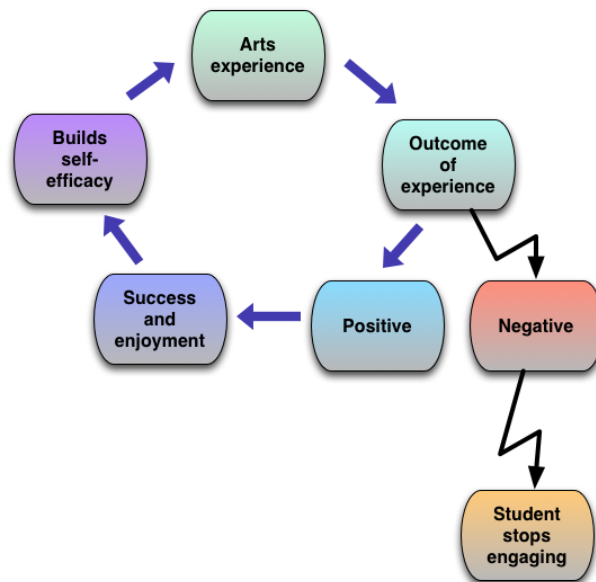 Arts
experience
Outcome
of
experience
Builds
self-
efficacy
Success
and
enjoyment
Positive
Negative
Student
stops
engaging